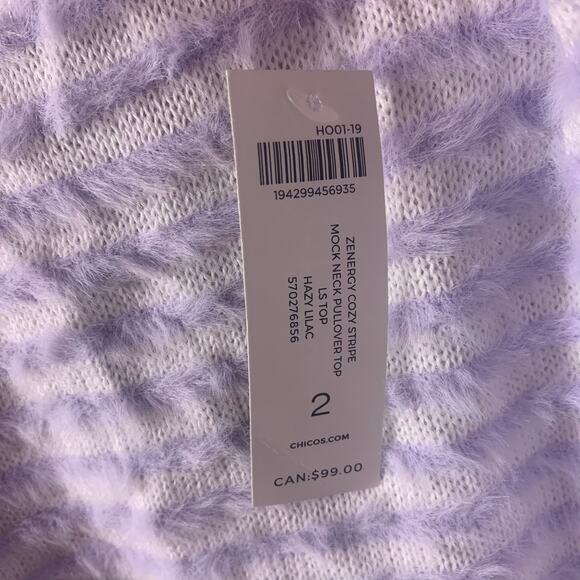 HO01-19
194299456935
ZENERGY COZY STRIPE
MOCK NECK PULLOVER TOP
LS TOP
HAZY LILAC
570276856
2
CHICOS.COM
CAN:$99.00